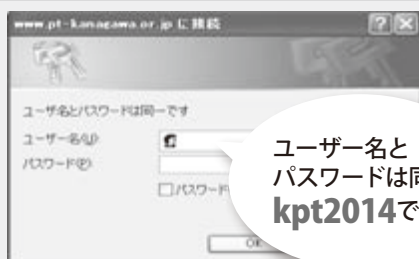 www.pt-kanagawa.or.jp に接続
ユーザ名とパスワードは同一です
ユーザー名(U)
パスワード(P)
パスワード
OK
ユーザー名と
パスワードは同
kpt2014で